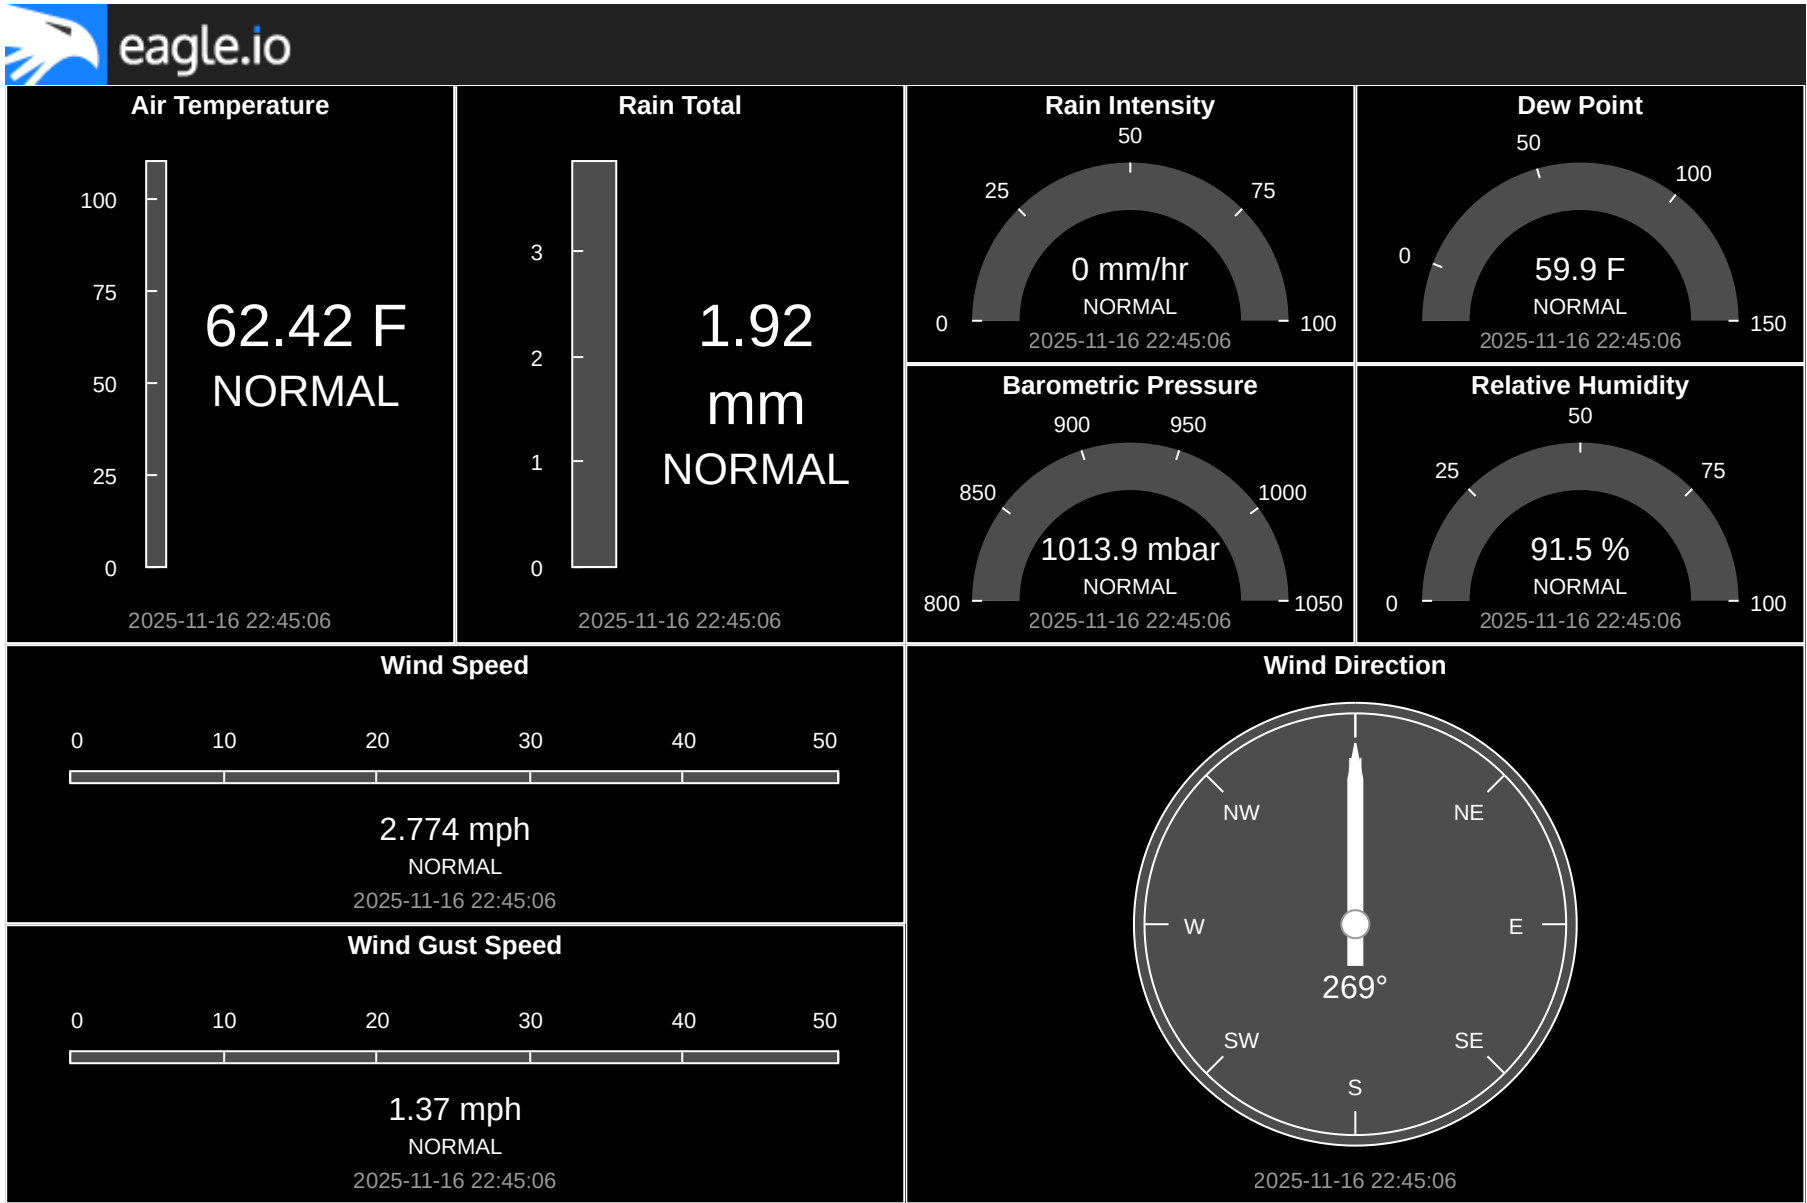 eagle.io
Air Temperature
100
75
50
25
0
62.42 F
NORMAL
2025-11-16 22:45:06
Rain Total
3
2
1
0
1.92
mm
NORMAL
2025-11-16 22:45:06
Rain Intensity
50
25
75
0
100
0 mm/hr
NORMAL
2025-11-16 22:45:06
Dew Point
50
100
0
150
59.9 F
NORMAL
2025-11-16 22:45:06
Barometric Pressure
900
950
850
1000
800
1050
1013.9 mbar
NORMAL
2025-11-16 22:45:06
Relative Humidity
50
25
75
0
100
91.5 %
NORMAL
2025-11-16 22:45:06
Wind Speed
0 10 20 30 40 50
2.774 mph
NORMAL
2025-11-16 22:45:06
Wind Gust Speed
0 10 20 30 40 50
1.37 mph
NORMAL
2025-11-16 22:45:06
Wind Direction
NW
NE
W
E
269°
SW
SE
S
2025-11-16 22:45:06